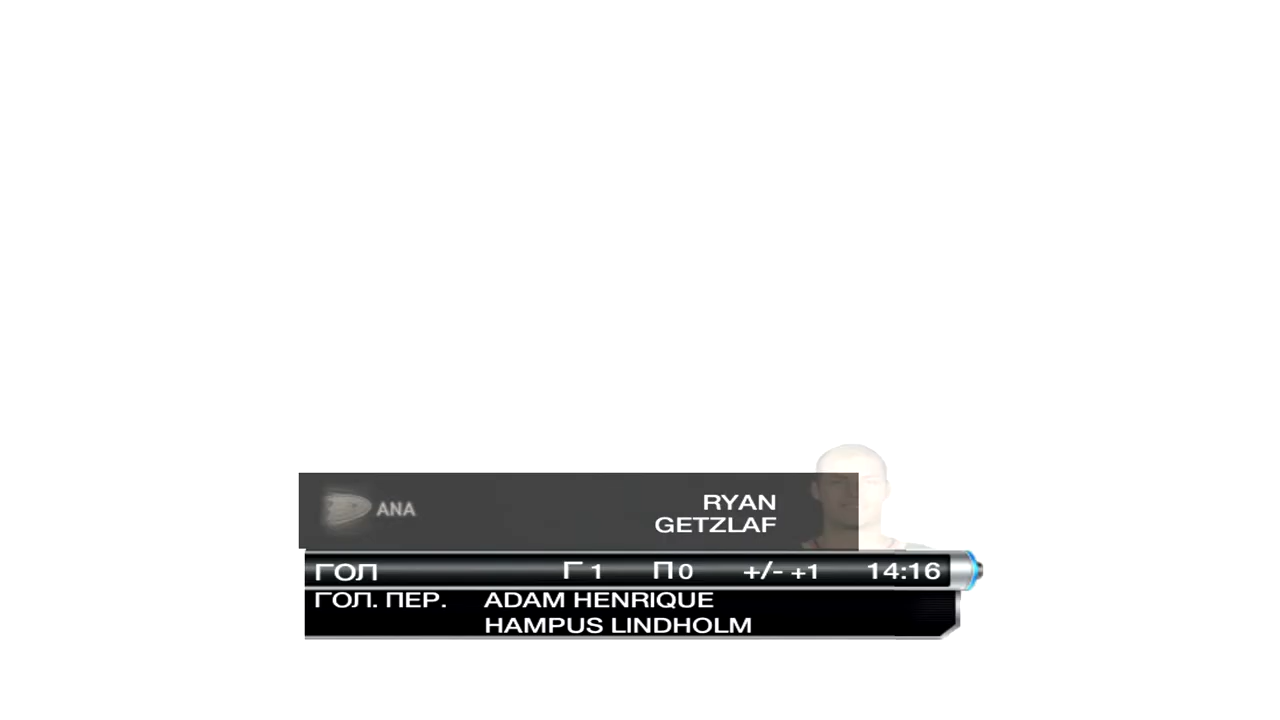 ANA
RYAN
GETZLAF
ГОЛ Г 1 П 0 +/- +1 14:16
ГОЛ. ПЕР. ADAM HENRIQUE
HAMPUS LINDHOLM